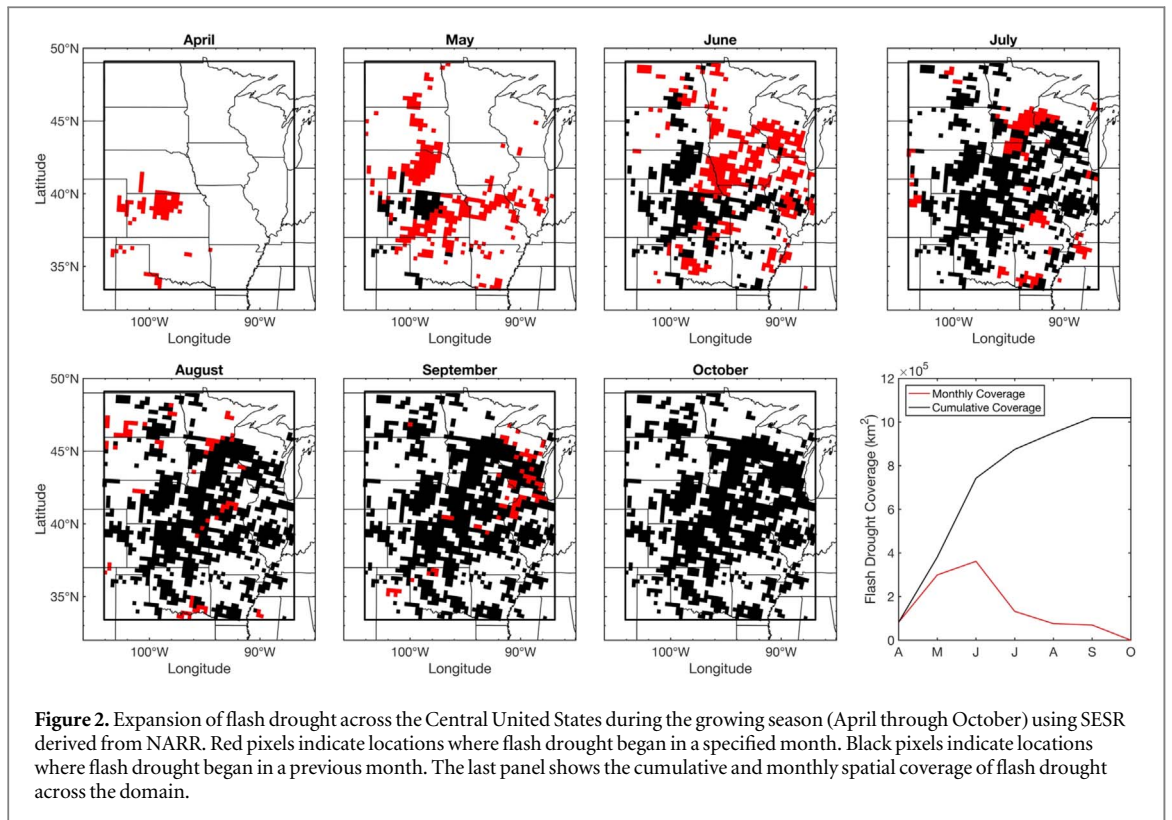 April
May
June
July
50°N
45°N
40°N
35°N
Latitude
100°W
90°W
Longitude
100°W
90°W
Longitude
100°W
90°W
Longitude
100°W
90°W
Longitude
August
September
October
50°N
45°N
40°N
35°N
Latitude
100°W
90°W
Longitude
100°W
90°W
Longitude
100°W
90°W
Longitude
×10⁵
12
10
8
6
4
2
0
Flash Drought Coverage (km²)
Monthly Coverage
Cumulative Coverage
A M J J A S O
Figure 2. Expansion of flash drought across the Central United States during the growing season (April through October) using SESR
derived from NARR. Red pixels indicate locations where flash drought began in a specified month. Black pixels indicate locations
where flash drought began in a previous month. The last panel shows the cumulative and monthly spatial coverage of flash drought
across the domain.